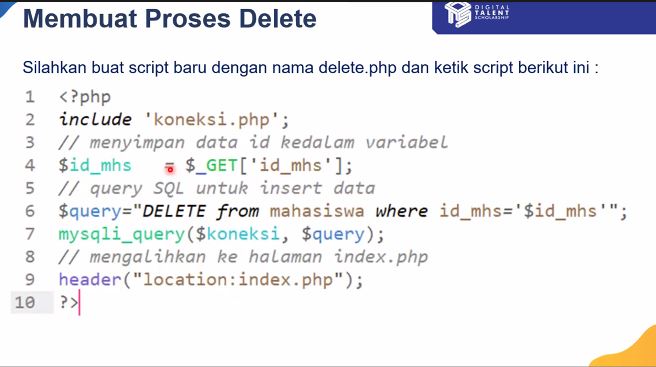 Membuat Proses Delete
DIGITAL
TALENT
SCHOLARSHIP
Silahkan buat script baru dengan nama delete.php dan ketik script berikut ini :
1 <?php
2 include 'koneksi.php';
3 // menyimpan data id kedalam variabel
4 $id_mhs = $_GET['id_mhs'];
5 // query SQL untuk insert data
6 $query="DELETE from mahasiswa where id_mhs='$id_mhs'";
7 mysqli_query($koneksi, $query);
8 // mengalihkan ke halaman index.php
9 header("location:index.php");
10 ?>